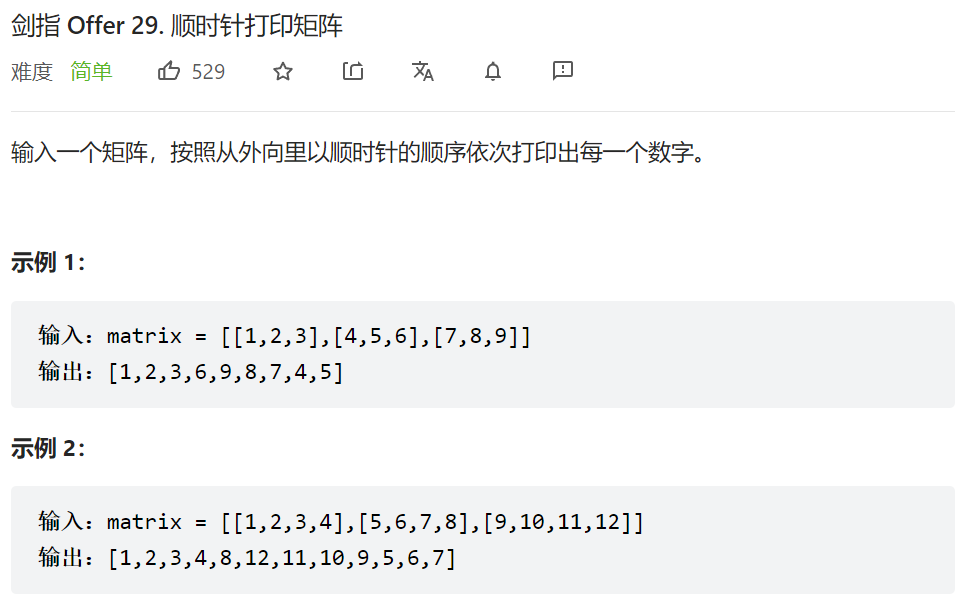 剑指 Offer 29. 顺时针打印矩阵
难度 简单 529
输入一个矩阵，按照从外向里以顺时针的顺序依次打印出每一个数字。
示例 1：
输入：matrix = [[1,2,3],[4,5,6],[7,8,9]]
输出：[1,2,3,6,9,8,7,4,5]
示例 2：
输入：matrix = [[1,2,3,4],[5,6,7,8],[9,10,11,12]]
输出：[1,2,3,4,8,12,11,10,9,5,6,7]